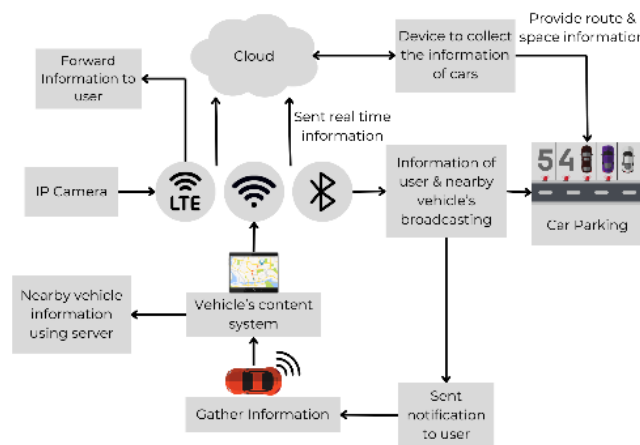 Provide route &
space information
Forward
Information to
user
Cloud
Device to collect
the information
of cars
Sent real time
information
IP Camera
LTE
Information of
user & nearby
vehicle's
broadcasting
5 4
Car Parking
Nearby vehicle
information
using server
Vehicle's content
system
Gather Information
Sent
notification
to user